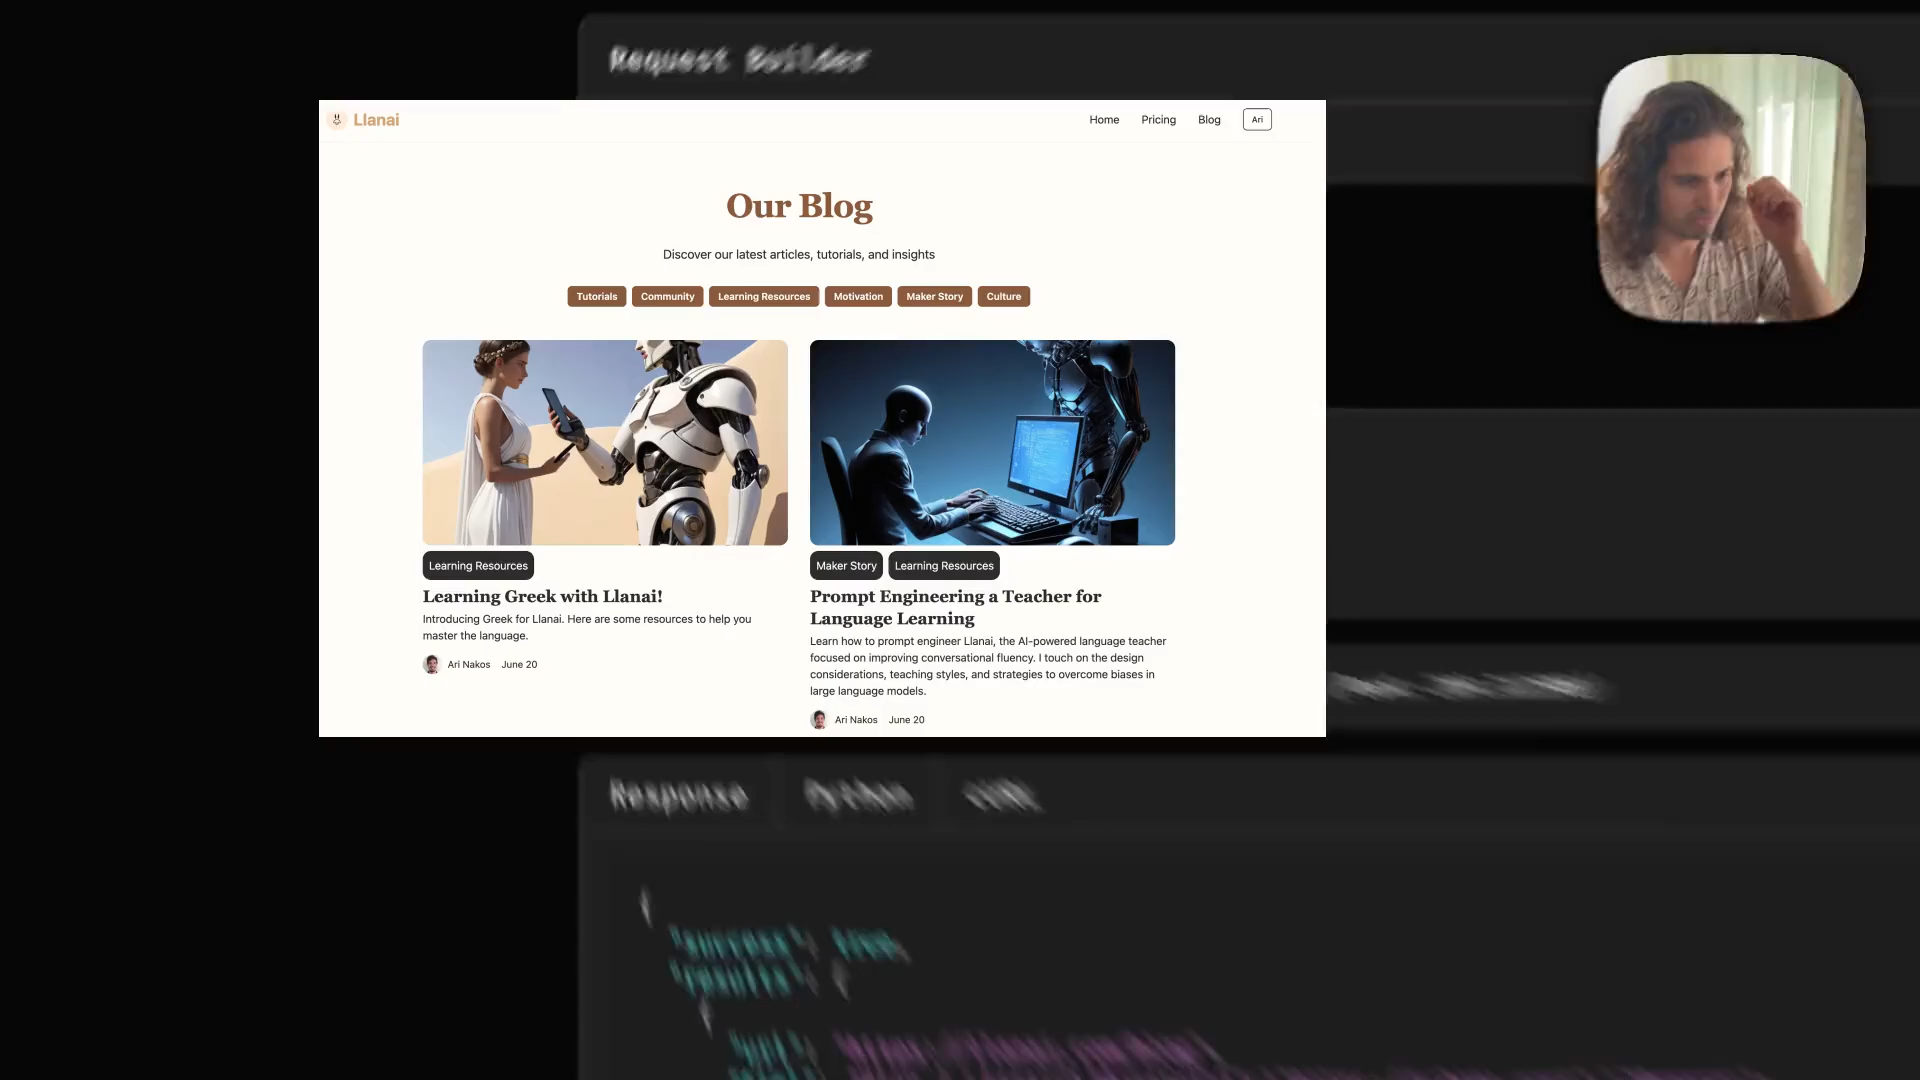 Request Builder
Llanai
Home
Pricing
Blog
Ari
Our Blog
Discover our latest articles, tutorials, and insights
Tutorials
Community
Learning Resources
Motivation
Maker Story
Culture
Learning Resources
Learning Greek with Llanai!
Introducing Greek for Llanai. Here are some resources to help you
master the language.
Ari Nakos June 20
Maker Story
Learning Resources
Prompt Engineering a Teacher for
Language Learning
Learn how to prompt engineer Llanai, the AI-powered language teacher
focused on improving conversational fluency. I touch on the design
considerations, teaching styles, and strategies to overcome biases in
large language models.
Ari Nakos June 20
Response
Python